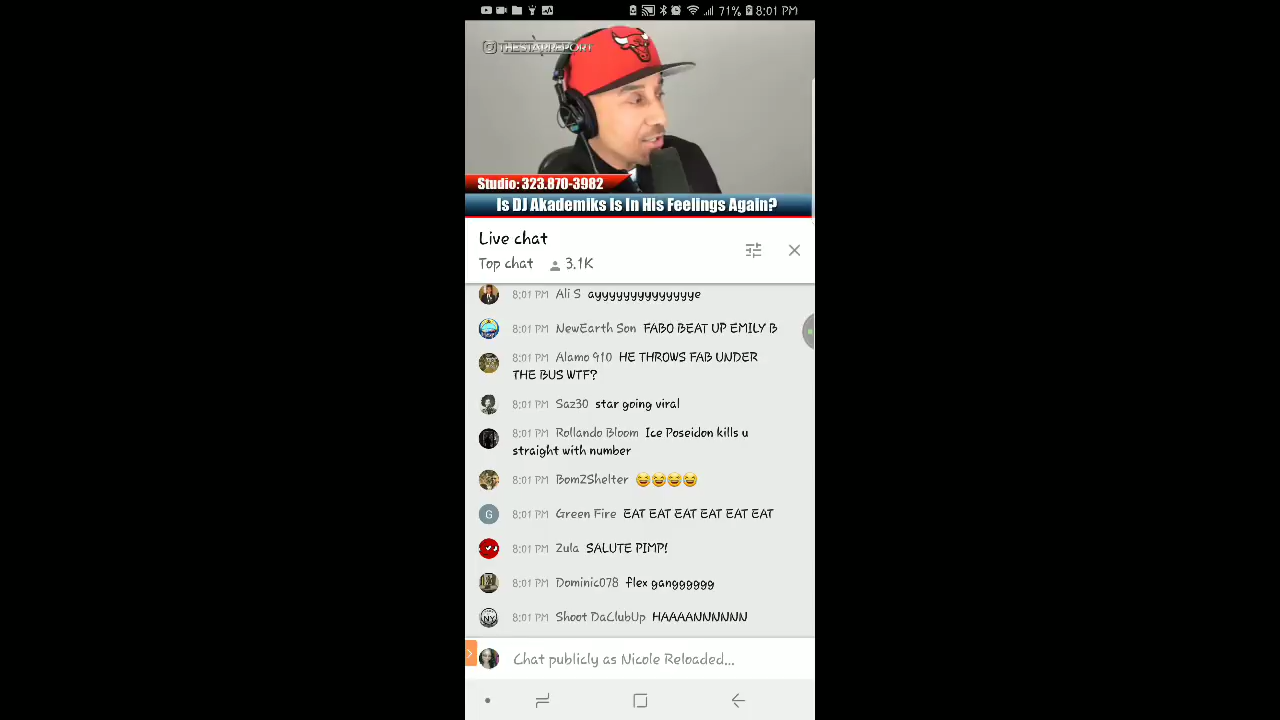 71% 8:01 PM
THESTARREPORT
Studio: 323.870-3982
Is DJ Akademiks Is In His Feelings Again?
Live chat
Top chat 3.1K
8:01 PM Ali S ayyyyyyyyyyyyyye
8:01 PM NewEarth Son FABO BEAT UP EMILY B
8:01 PM Alamo 910 HE THROWS FAB UNDER
THE BUS WTF?
8:01 PM Saz30 star going viral
8:01 PM Rollando Bloom Ice Poseidon kills u
straight with number
8:01 PM Bom2Shelter 😂😂😂😂
G 8:01 PM Green Fire EAT EAT EAT EAT EAT EAT
8:01 PM Zula SALUTE PIMP!
8:01 PM Dominic078 flex gangggggg
NY 8:01 PM Shoot DaClubUp HAAAANNNNNN
Chat publicly as Nicole Reloaded...